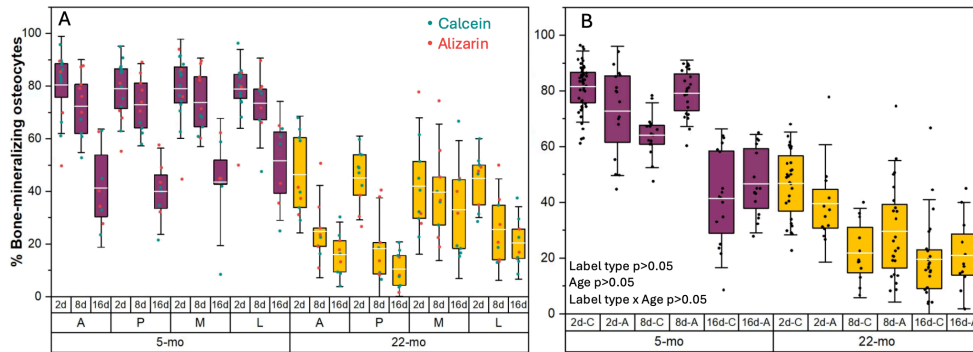 A
Calcein
Alizarin
% Bone-mineralizing osteocytes
100
80
60
40
20
0
2d 8d 16d 2d 8d 16d 2d 8d 16d 2d 8d 16d 2d 8d 16d 2d 8d 16d 2d 8d 16d 2d 8d 16d
A P M L A P M L
5-mo 22-mo
B
100
80
60
40
20
0
Label type p>0.05
Age p>0.05
Label type x Age p>0.05
2d-C 2d-A 8d-C 8d-A 16d-C 16d-A 2d-C 2d-A 8d-C 8d-A 16d-C 16d-A
5-mo 22-mo